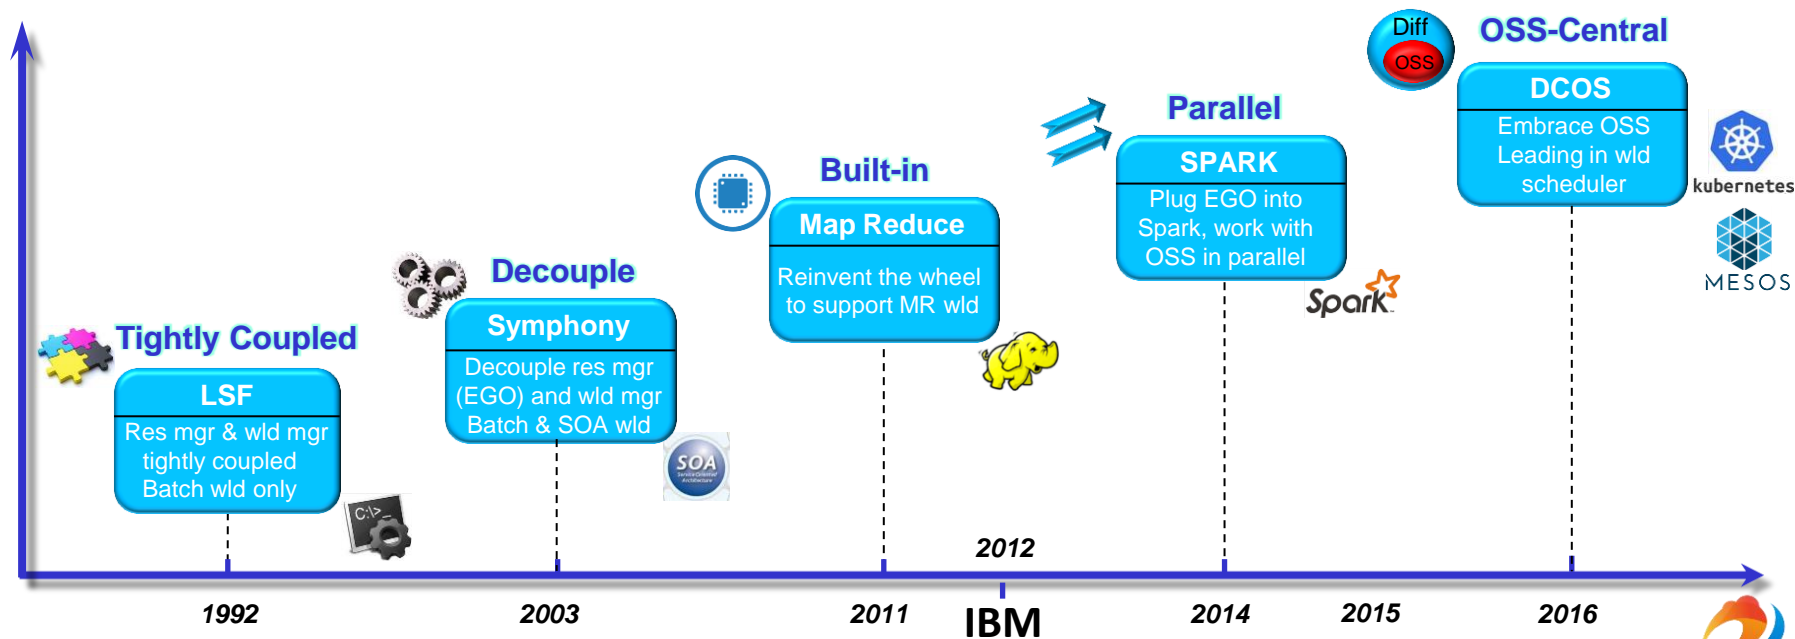 Diff
OSS
OSS-Central
DCOS
Embrace OSS
Leading in wld
scheduler
kubernetes
MESOS
Parallel
SPARK
Plug EGO into
Spark, work with
OSS in parallel
Spark
Built-in
Map Reduce
Reinvent the wheel
to support MR wld
Decouple
Symphony
Decouple res mgr
(EGO) and wld mgr
Batch & SOA wld
SOA
Service Oriented
Architecture
Tightly Coupled
LSF
Res mgr & wld mgr
tightly coupled
Batch wld only
C:\>_
2012
1992
2003
2011
IBM
2014
2015
2016